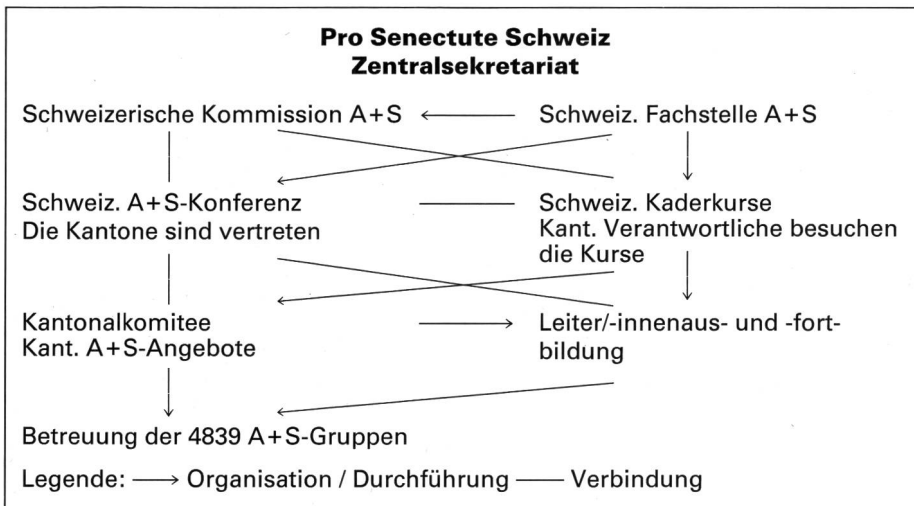 Pro Senectute Schweiz
Zentralsekretariat
Schweizerische Kommission A+S
Schweiz. Fachstelle A+S
Schweiz. A+S-Konferenz
Die Kantone sind vertreten
Schweiz. Kaderkurse
Kant. Verantwortliche besuchen
die Kurse
Kantonalkomitee
Kant. A+S-Angebote
Leiter/-innenaus- und -fort-
bildung
Betreuung der 4839 A+S-Gruppen
Legende: ⟶ Organisation / Durchführung —— Verbindung